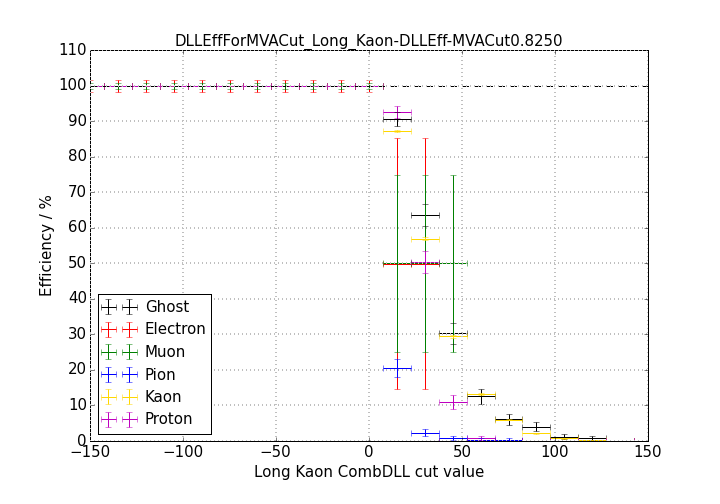 DLLEffForMVACut_Long_Kaon-DLLEff-MVACut0.8250
110
100
90
80
70
60
50
40
30
20
10
0
Efficiency / %
Ghost
Electron
Muon
Pion
Kaon
Proton
−150 −100 −50 0 50 100 150
Long Kaon CombDLL cut value